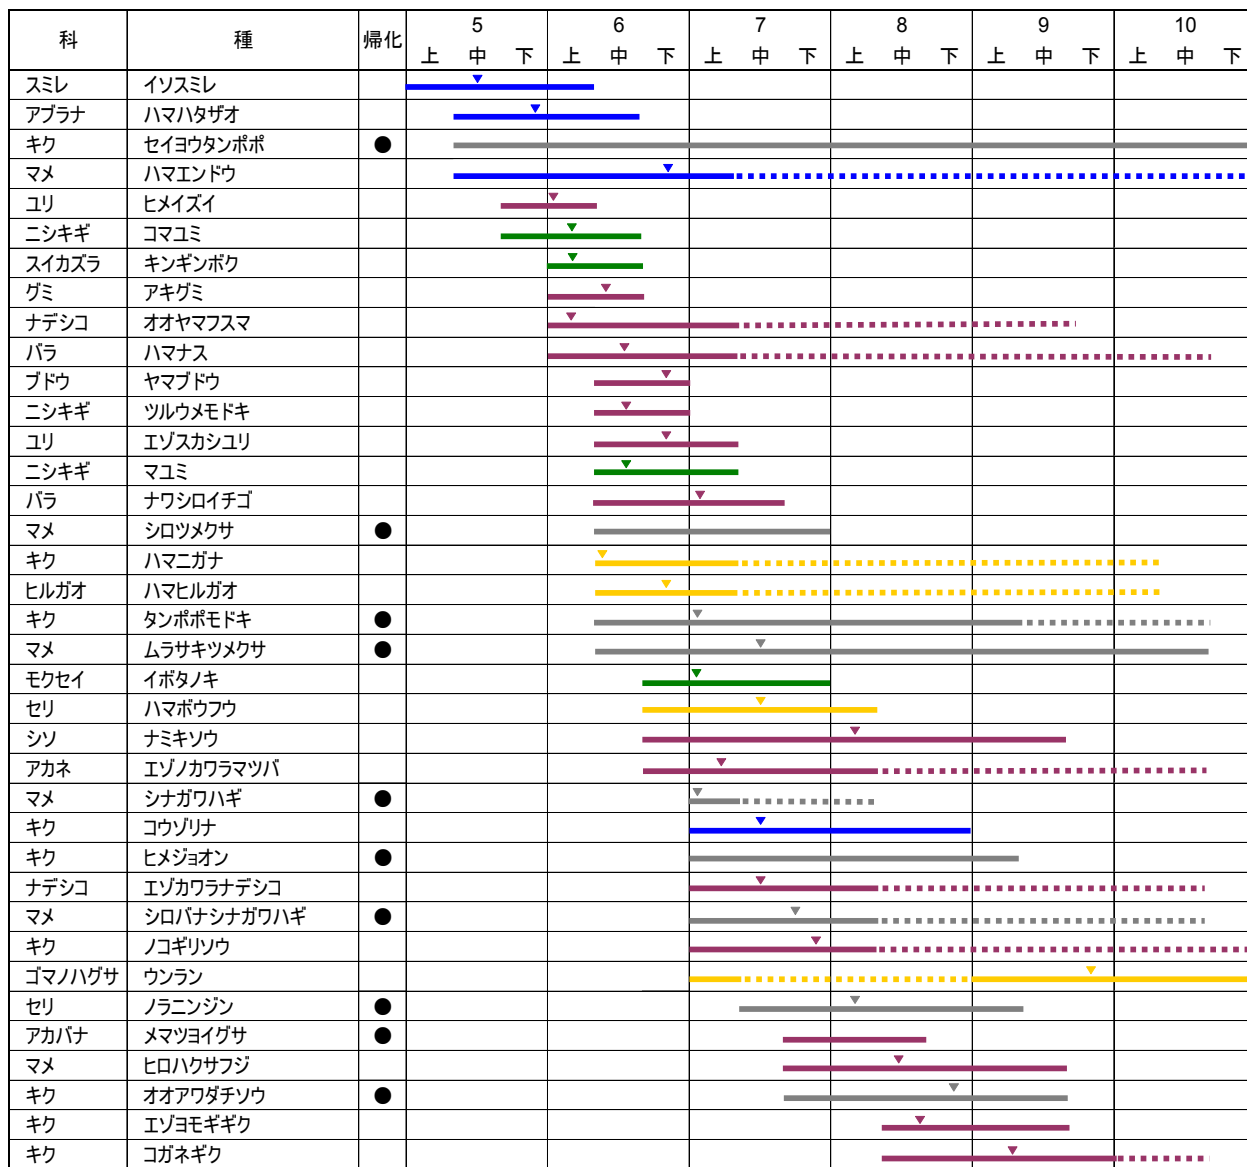 科 種 帰化 5 6 7 8 9 10
上 中 下 上 中 下 上 中 下 上 中 下 上 中 下 上 中 下
スミレ イソスミレ
アブラナ ハマハタザオ
キク セイヨウタンポポ ●
マメ ハマエンドウ
ユリ ヒメイズイ
ニシキギ コマユミ
スイカズラ キンギンボク
グミ アキグミ
ナデシコ オオヤマフスマ
バラ ハマナス
ブドウ ヤマブドウ
ニシキギ ツルウメモドキ
ユリ エゾスカシユリ
ニシキギ マユミ
バラ ナワシロイチゴ
マメ シロツメクサ ●
キク ハマニガナ
ヒルガオ ハマヒルガオ
キク タンポポモドキ ●
マメ ムラサキツメクサ ●
モクセイ イボタノキ
セリ ハマボウフウ
シソ ナミキソウ
アカネ エゾノカワラマツバ
マメ シナガワハギ ●
キク コウゾリナ
キク ヒメジョオン ●
ナデシコ エゾカワラナデシコ
マメ シロバナシナガワハギ ●
キク ノコギリソウ
ゴマノハグサ ウンラン
セリ ノラニンジン ●
アカバナ メマツヨイグサ ●
マメ ヒロハクサフジ
キク オオアワダチソウ ●
キク エゾヨモギギク
キク コガネギク